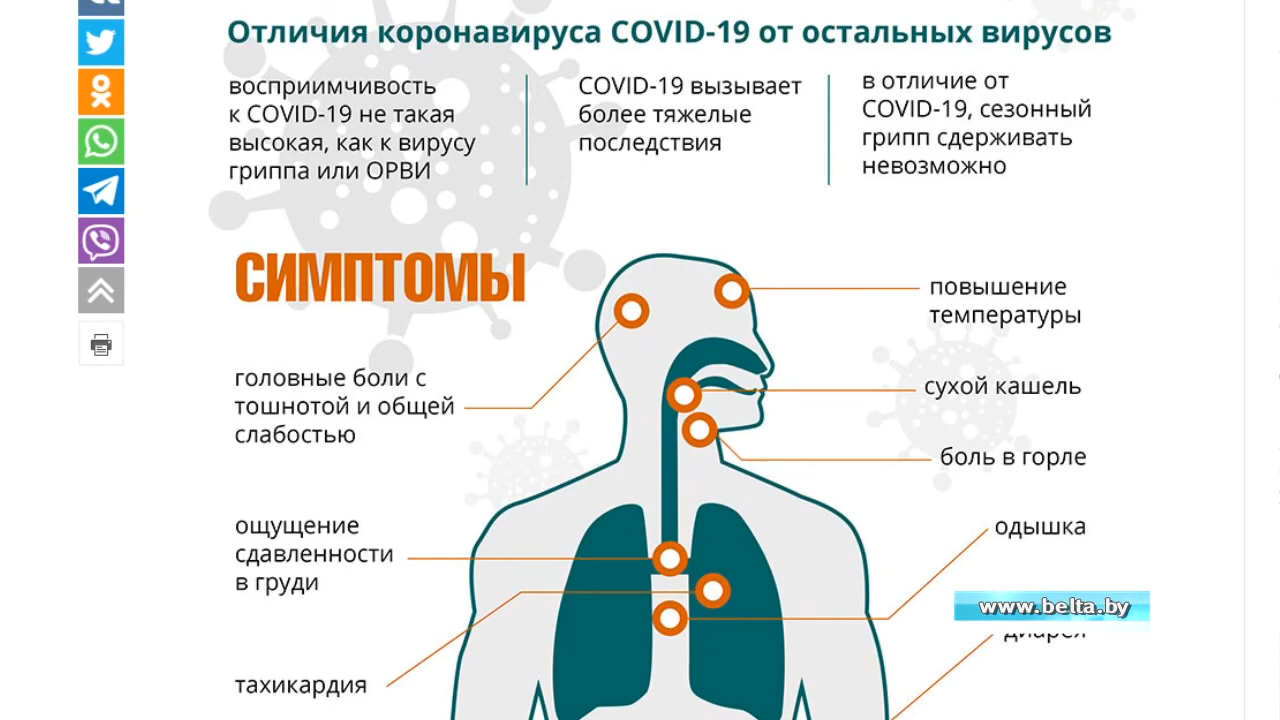 Отличия коронавируса COVID-19 от остальных вирусов
восприимчивость
к COVID-19 не такая
высокая, как к вирусу
гриппа или ОРВИ
COVID-19 вызывает
более тяжелые
последствия
в отличие от
COVID-19, сезонный
грипп сдерживать
невозможно
СИМПТОМЫ
повышение
температуры
головные боли с
тошнотой и общей
слабостью
сухой кашель
боль в горле
ощущение
сдавленности
в груди
одышка
www.belta.by
диарея
тахикардия